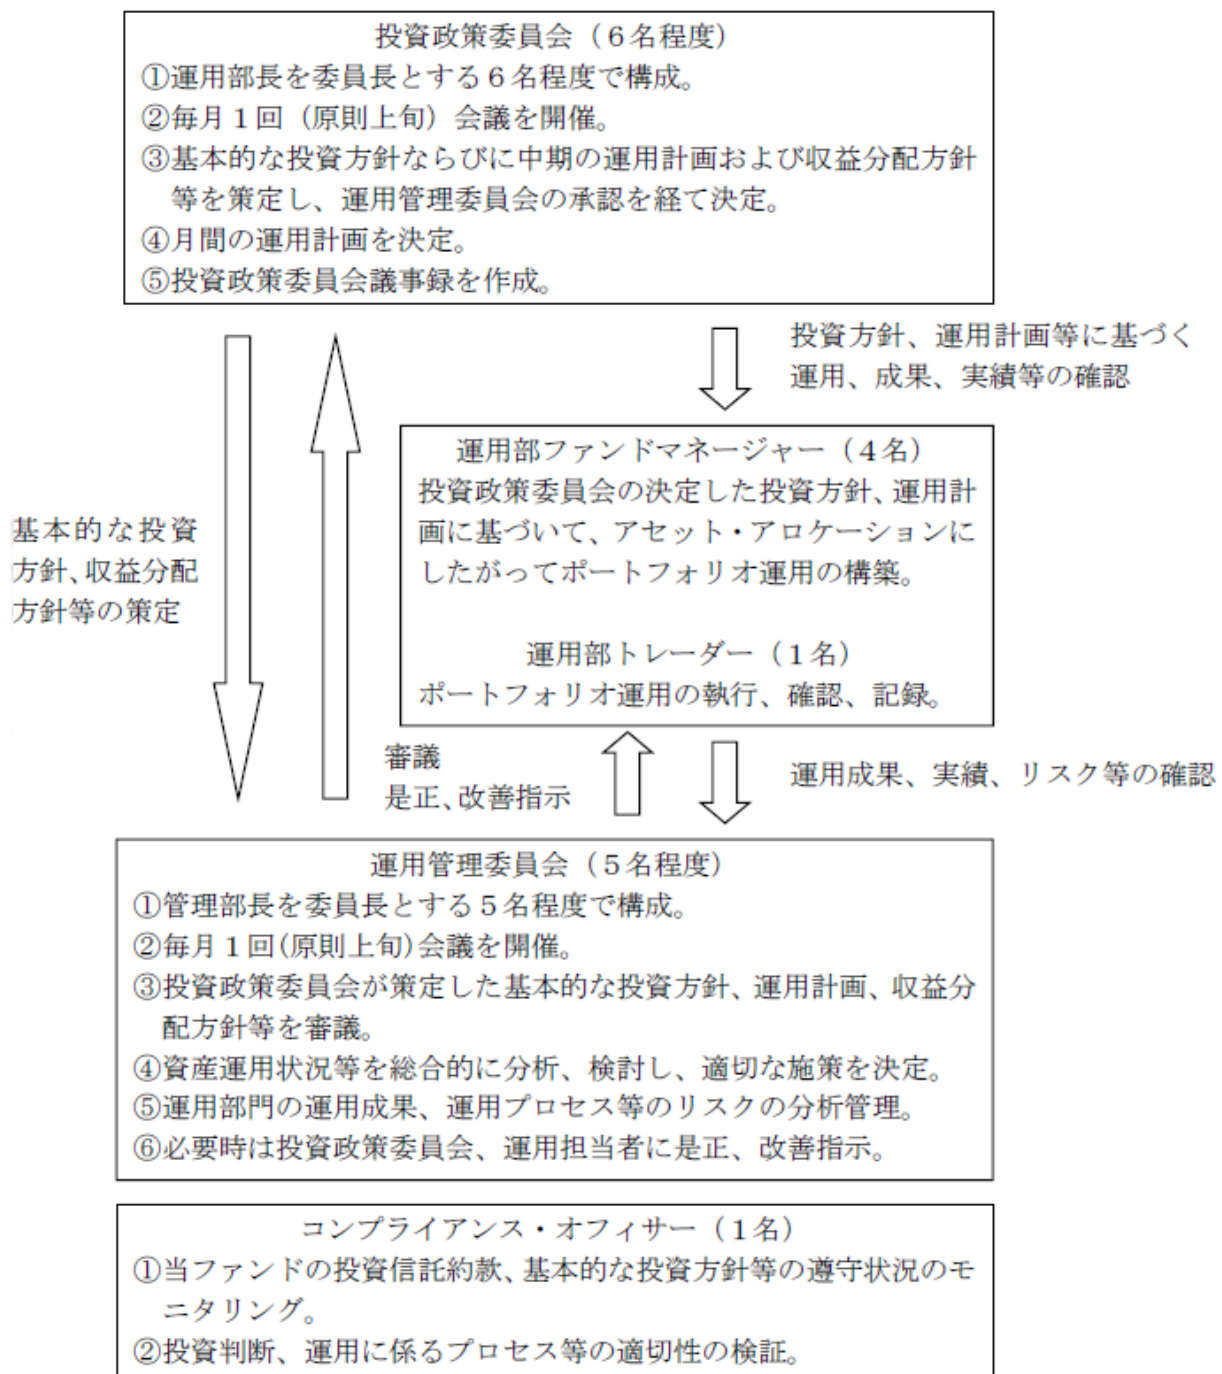 投資政策委員会（６名程度）
①運用部長を委員長とする６名程度で構成。
②毎月１回（原則上旬）会議を開催。
③基本的な投資方針ならびに中期の運用計画および収益分配方針
等を策定し、運用管理委員会の承認を経て決定。
④月間の運用計画を決定。
⑤投資政策委員会議事録を作成。
投資方針、運用計画等に基づく
運用、成果、実績等の確認
基本的な投資
方針、収益分配
方針等の策定
運用部ファンドマネージャー（４名）
投資政策委員会の決定した投資方針、運用計
画に基づいて、アセット・アロケーションに
したがってポートフォリオ運用の構築。
運用部トレーダー（１名）
ポートフォリオ運用の執行、確認、記録。
審議
是正、改善指示
運用成果、実績、リスク等の確認
運用管理委員会（５名程度）
①管理部長を委員長とする５名程度で構成。
②毎月１回(原則上旬)会議を開催。
③投資政策委員会が策定した基本的な投資方針、運用計画、収益分
配方針等を審議。
④資産運用状況等を総合的に分析、検討し、適切な施策を決定。
⑤運用部門の運用成果、運用プロセス等のリスクの分析管理。
⑥必要時は投資政策委員会、運用担当者に是正、改善指示。
コンプライアンス・オフィサー（１名）
①当ファンドの投資信託約款、基本的な投資方針等の遵守状況のモ
ニタリング。
②投資判断、運用に係るプロセス等の適切性の検証。